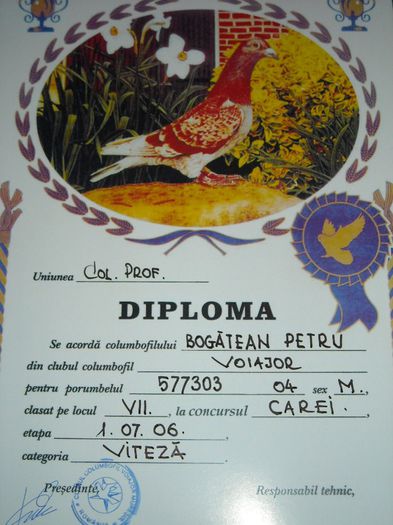 Uniunea COL. PROF.
DIPLOMA
Se acordă columbofilului BOGĂTEAN PETRU
din clubul columbofil VOIAJOR
pentru porumbelul 577303 04 sex M.,
clasat pe locul VII., la concursul CAREI.,
etapa 1.07.06.,
categoria VITEZĂ.
Președinte, Responsabil tehnic,